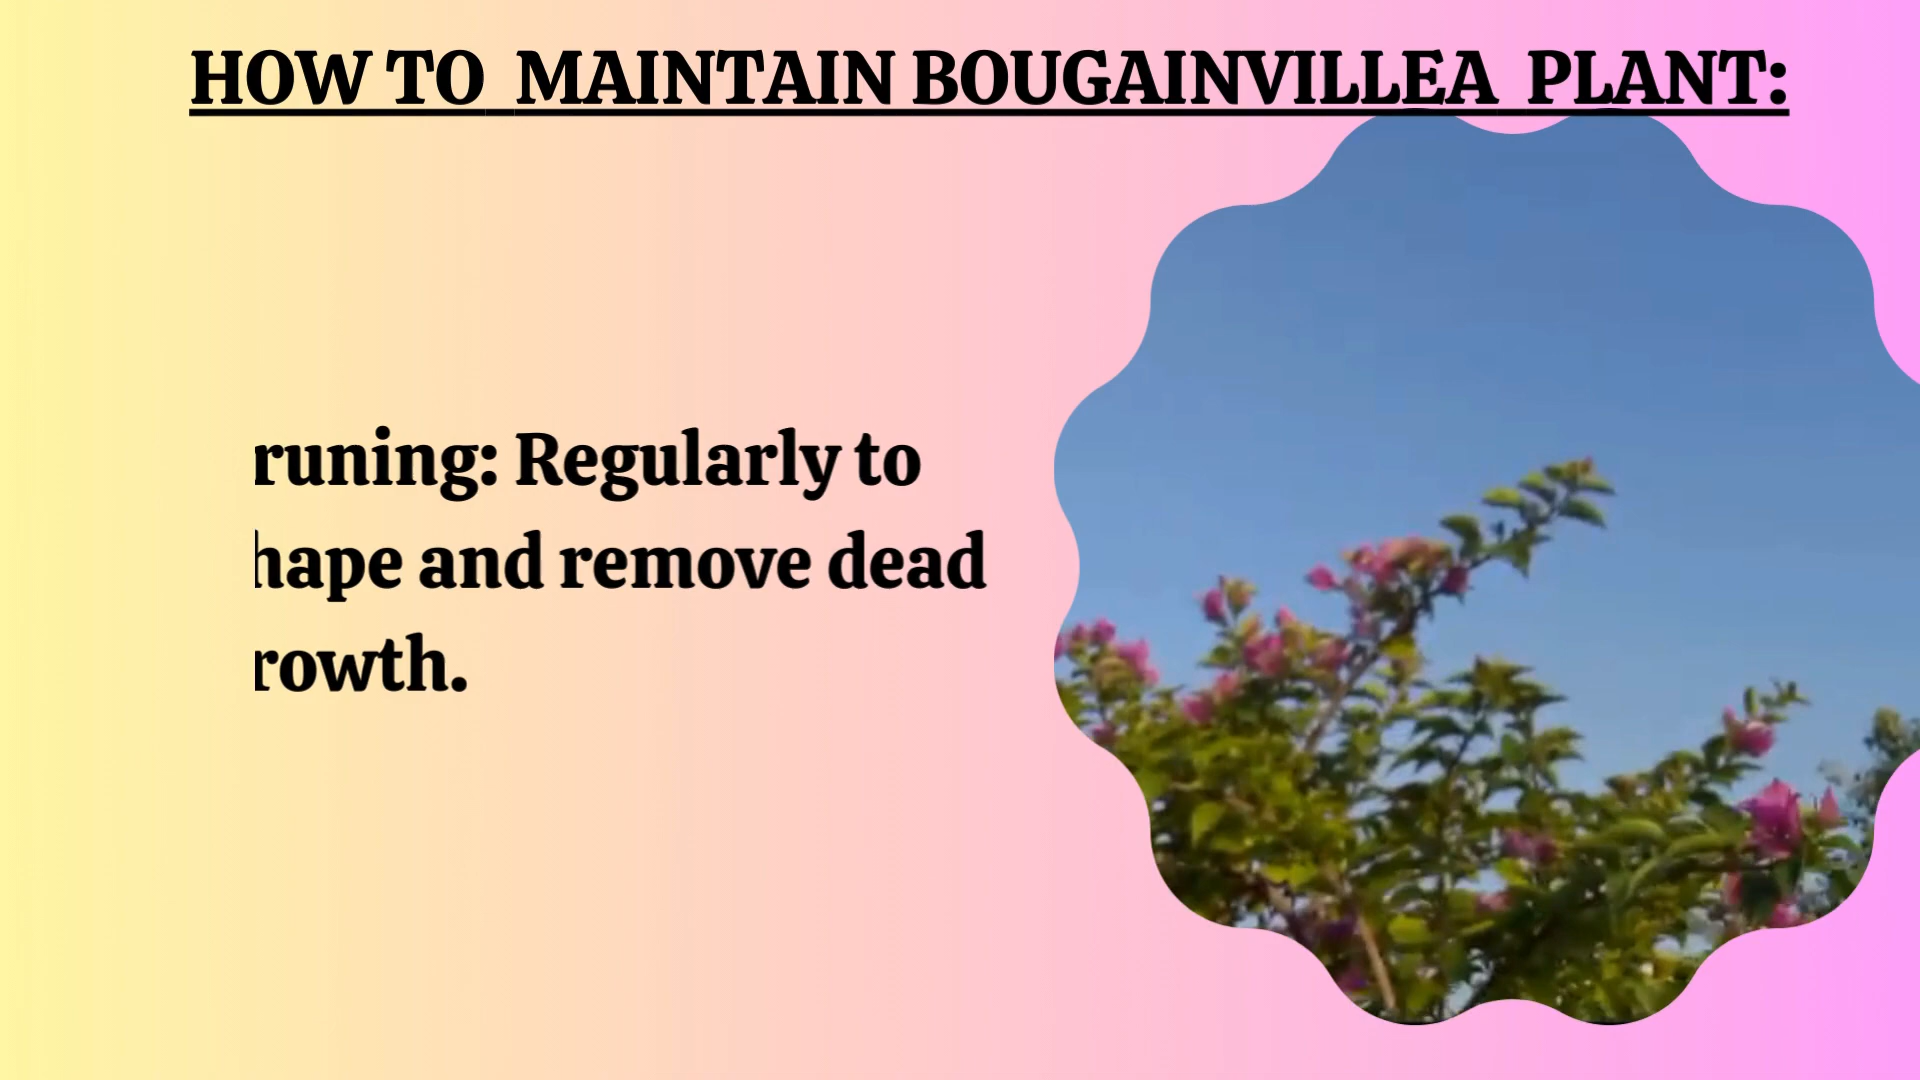 HOW TO MAINTAIN BOUGAINVILLEA PLANT:
runing: Regularly to
hape and remove dead
rowth.